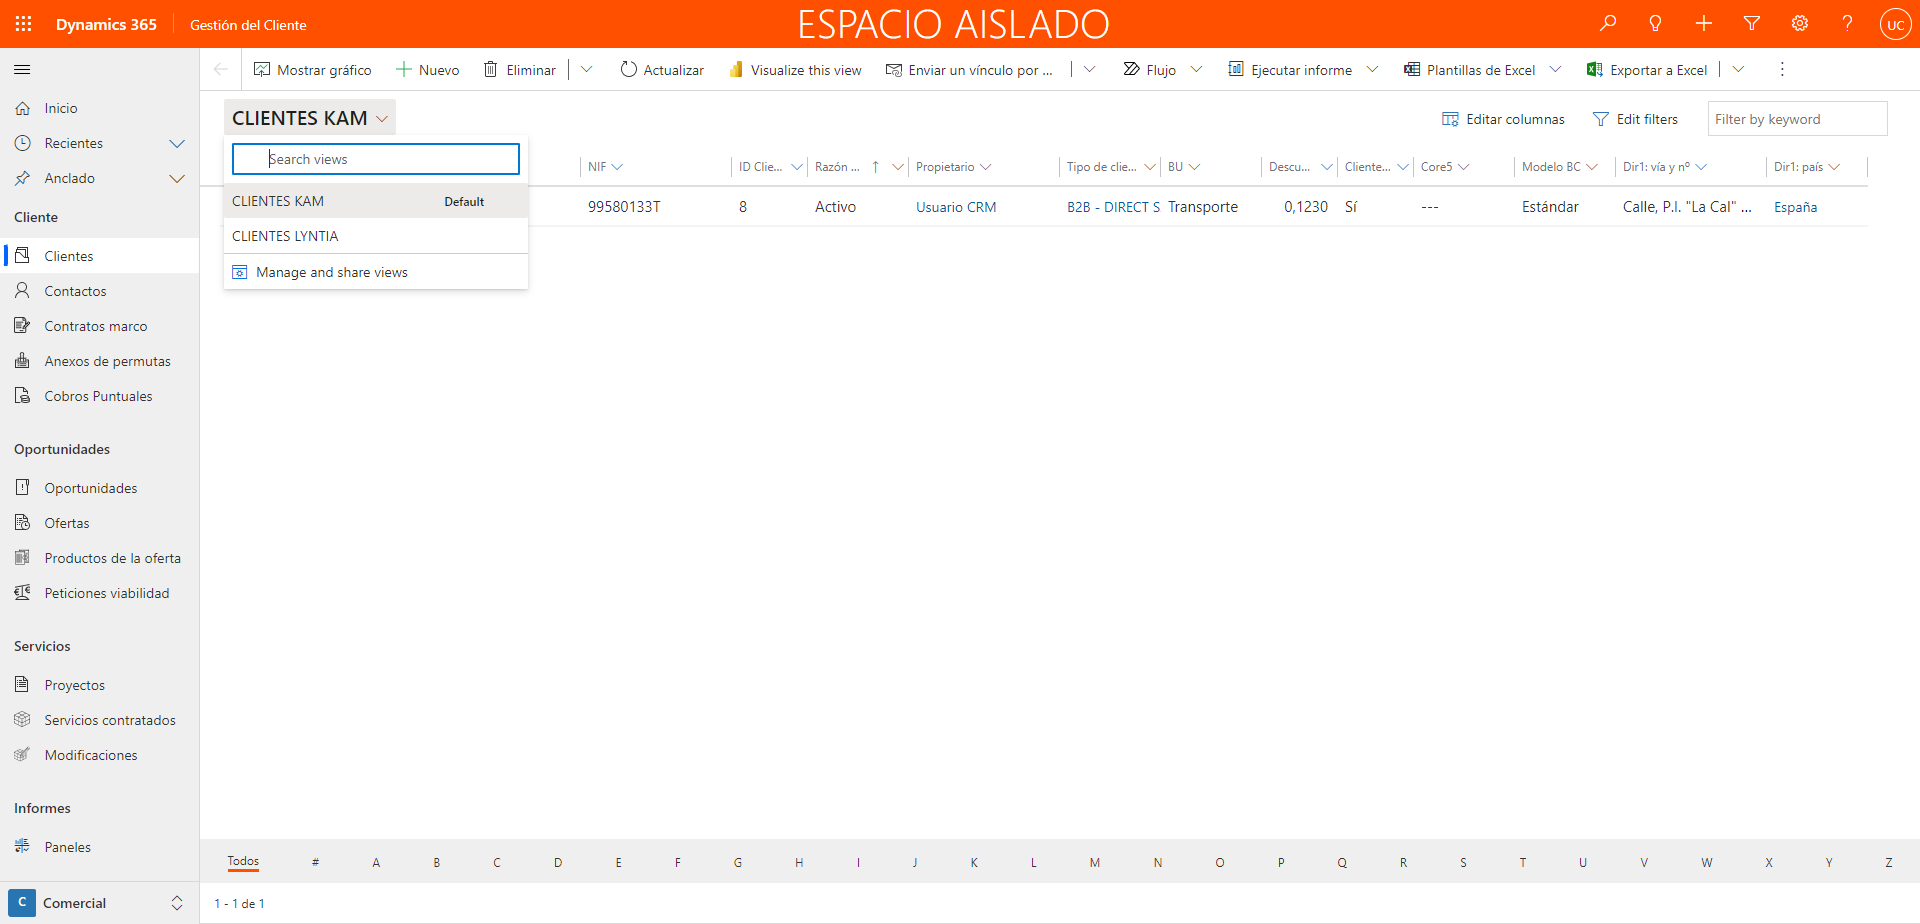 Dynamics 365
Gestión del Cliente
ESPACIO AISLADO
UC
Mostrar gráfico
Nuevo
Eliminar
Actualizar
Visualize this view
Enviar un vínculo por ...
Flujo
Ejecutar informe
Plantillas de Excel
Exportar a Excel
Inicio
Recientes
Anclado
Cliente
Clientes
Contactos
Contratos marco
Anexos de permutas
Cobros Puntuales
Oportunidades
Oportunidades
Ofertas
Productos de la oferta
Peticiones viabilidad
Servicios
Proyectos
Servicios contratados
Modificaciones
Informes
Paneles
C Comercial
CLIENTES KAM
Editar columnas
Edit filters
Filter by keyword
Search views
CLIENTES KAM Default
CLIENTES LYNTIA
Manage and share views
NIF ID Clie... Razón ... ↑ Propietario Tipo de clie... BU Descu... Cliente... Core5 Modelo BC Dir1: vía y nº Dir1: país
99580133T 8 Activo Usuario CRM B2B - DIRECT S Transporte 0,1230 Sí --- Estándar Calle, P.I. "La Cal" ... España
Todos # A B C D E F G H I J K L M N O P Q R S T U V W X Y Z
1 - 1 de 1